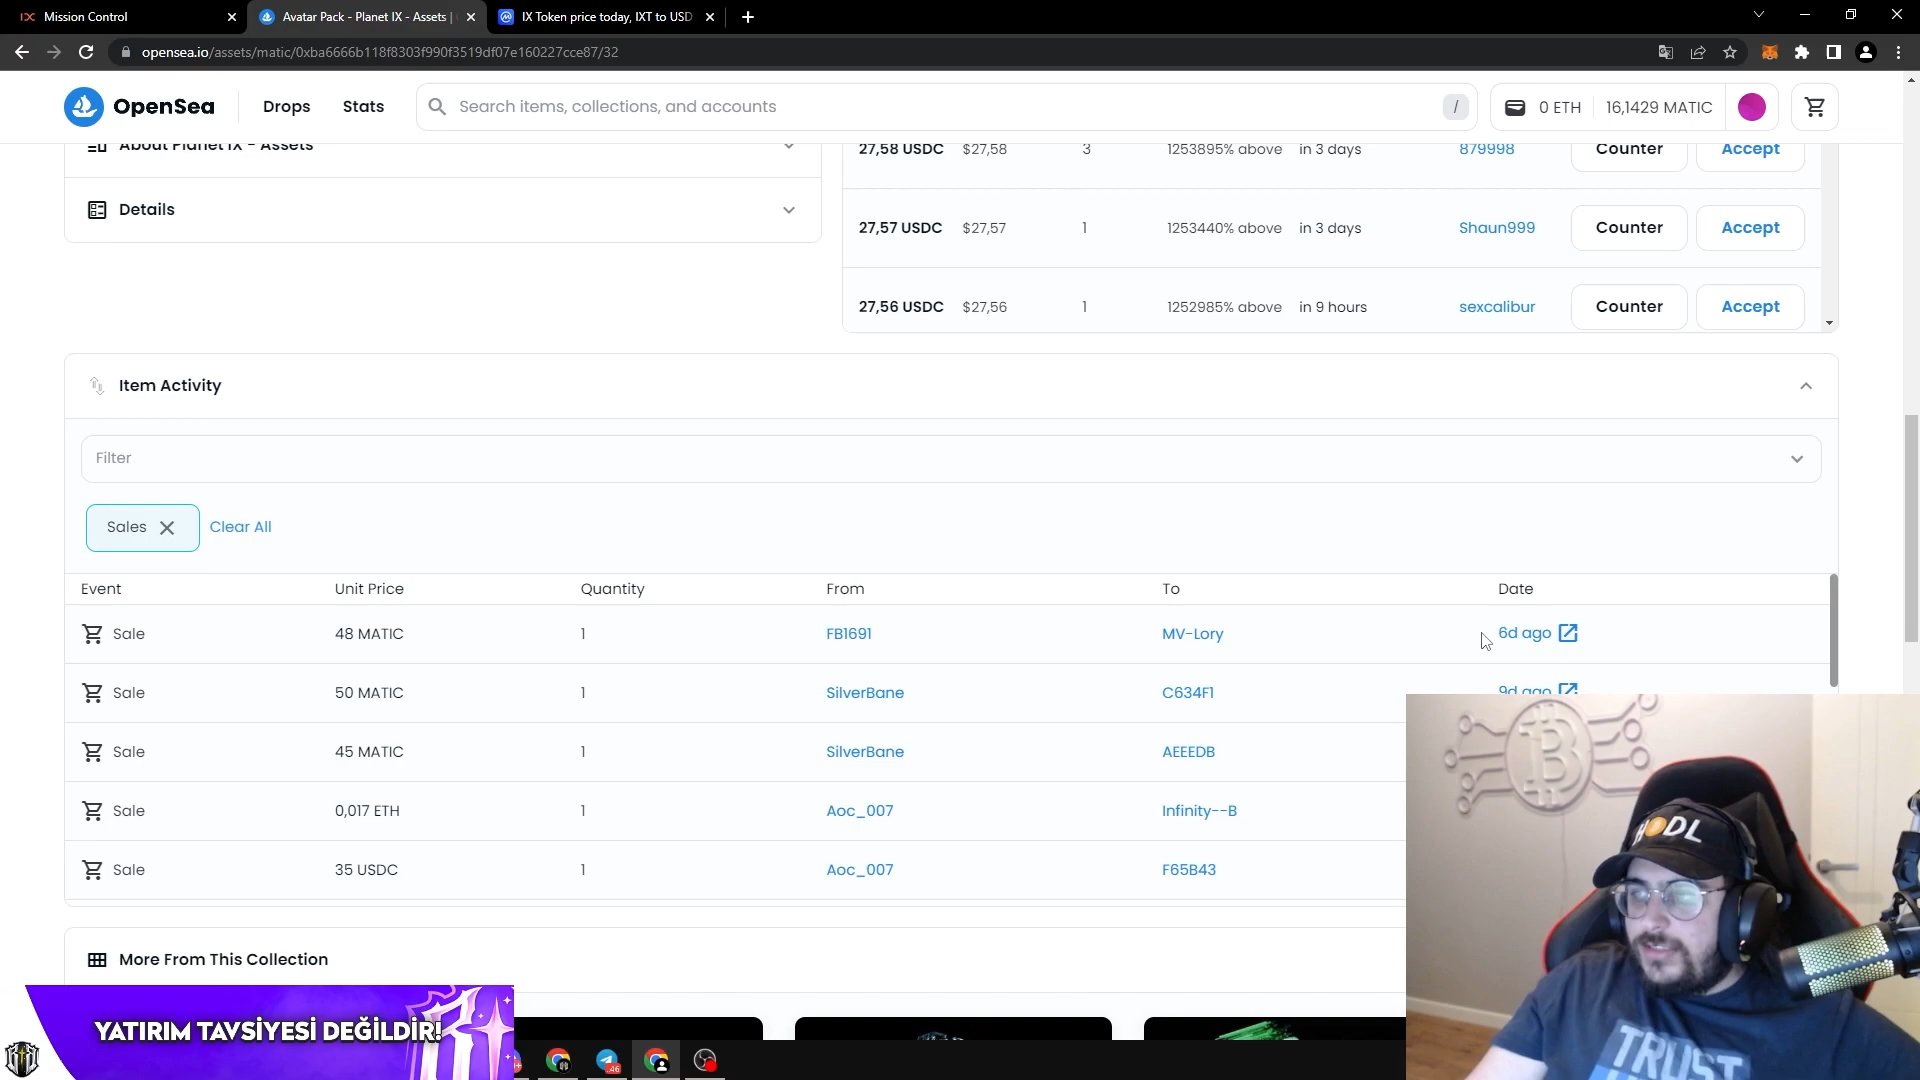 Mission Control
Avatar Pack - Planet IX - Assets |
IX Token price today, IXT to USD
opensea.io/assets/matic/0xba6666b118f8303f990f3519df07e160227cce87/32
OpenSea
Drops
Stats
Search items, collections, and accounts
/
0 ETH
16,1429 MATIC
About Planet IX - Assets
Details
27,58 USDC $27,58 3 1253895% above in 3 days 879998 Counter Accept
27,57 USDC $27,57 1 1253440% above in 3 days Shaun999 Counter Accept
27,56 USDC $27,56 1 1252985% above in 9 hours sexcalibur Counter Accept
Item Activity
Filter
Sales
Clear All
Event Unit Price Quantity From To Date
Sale 48 MATIC 1 FB1691 MV-Lory 6d ago
Sale 50 MATIC 1 SilverBane C634F1 9d ago
Sale 45 MATIC 1 SilverBane AEEEDB
Sale 0,017 ETH 1 Aoc_007 Infinity--B
Sale 35 USDC 1 Aoc_007 F65B43
More From This Collection
YATIRIM TAVSİYESİ DEĞİLDİR!
HODL
TRUST